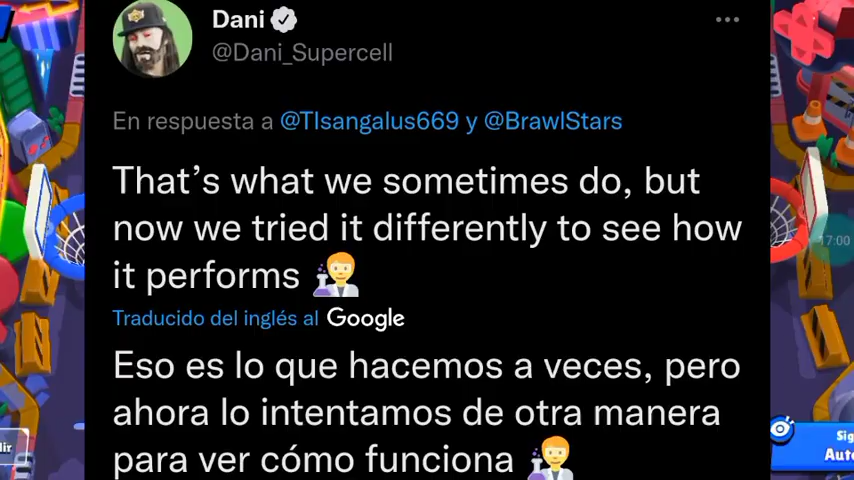 Dani
@Dani_Supercell
En respuesta a @TIsangalus669 y @BrawlStars
That's what we sometimes do, but
now we tried it differently to see how
it performs
Traducido del inglés al Google
Eso es lo que hacemos a veces, pero
ahora lo intentamos de otra manera
para ver cómo funciona
17:00